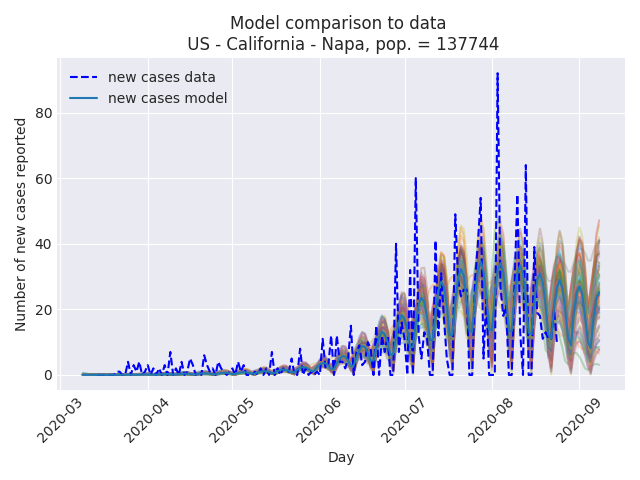 Model comparison to data
US - California - Napa, pop. = 137744
new cases data
new cases model
Number of new cases reported
80
60
40
20
0
2020-03
2020-04
2020-05
2020-06
2020-07
2020-08
2020-09
Day